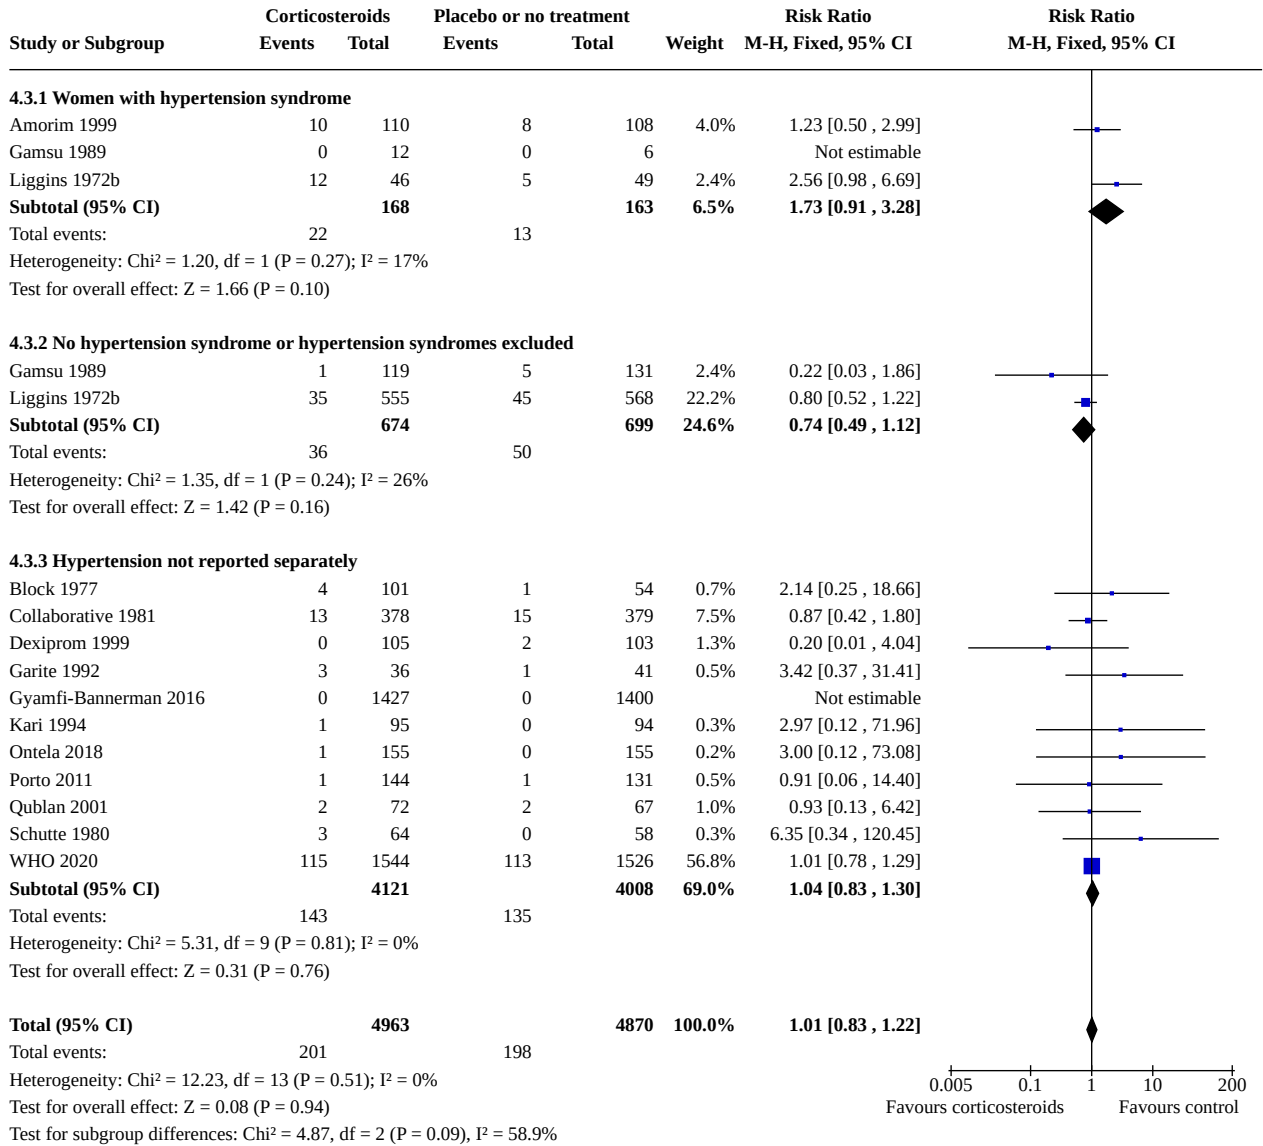 Corticosteroids Placebo or no treatment Risk Ratio Risk Ratio
Study or Subgroup Events Total Events Total Weight M-H, Fixed, 95% CI M-H, Fixed, 95% CI
4.3.1 Women with hypertension syndrome
Amorim 1999 10 110 8 108 4.0% 1.23 [0.50 , 2.99]
Gamsu 1989 0 12 0 6 Not estimable
Liggins 1972b 12 46 5 49 2.4% 2.56 [0.98 , 6.69]
Subtotal (95% CI) 168 163 6.5% 1.73 [0.91 , 3.28]
Total events: 22 13
Heterogeneity: Chi² = 1.20, df = 1 (P = 0.27); I² = 17%
Test for overall effect: Z = 1.66 (P = 0.10)
4.3.2 No hypertension syndrome or hypertension syndromes excluded
Gamsu 1989 1 119 5 131 2.4% 0.22 [0.03 , 1.86]
Liggins 1972b 35 555 45 568 22.2% 0.80 [0.52 , 1.22]
Subtotal (95% CI) 674 699 24.6% 0.74 [0.49 , 1.12]
Total events: 36 50
Heterogeneity: Chi² = 1.35, df = 1 (P = 0.24); I² = 26%
Test for overall effect: Z = 1.42 (P = 0.16)
4.3.3 Hypertension not reported separately
Block 1977 4 101 1 54 0.7% 2.14 [0.25 , 18.66]
Collaborative 1981 13 378 15 379 7.5% 0.87 [0.42 , 1.80]
Dexiprom 1999 0 105 2 103 1.3% 0.20 [0.01 , 4.04]
Garite 1992 3 36 1 41 0.5% 3.42 [0.37 , 31.41]
Gyamfi-Bannerman 2016 0 1427 0 1400 Not estimable
Kari 1994 1 95 0 94 0.3% 2.97 [0.12 , 71.96]
Ontela 2018 1 155 0 155 0.2% 3.00 [0.12 , 73.08]
Porto 2011 1 144 1 131 0.5% 0.91 [0.06 , 14.40]
Qublan 2001 2 72 2 67 1.0% 0.93 [0.13 , 6.42]
Schutte 1980 3 64 0 58 0.3% 6.35 [0.34 , 120.45]
WHO 2020 115 1544 113 1526 56.8% 1.01 [0.78 , 1.29]
Subtotal (95% CI) 4121 4008 69.0% 1.04 [0.83 , 1.30]
Total events: 143 135
Heterogeneity: Chi² = 5.31, df = 9 (P = 0.81); I² = 0%
Test for overall effect: Z = 0.31 (P = 0.76)
Total (95% CI) 4963 4870 100.0% 1.01 [0.83 , 1.22]
Total events: 201 198
Heterogeneity: Chi² = 12.23, df = 13 (P = 0.51); I² = 0%
Test for overall effect: Z = 0.08 (P = 0.94)
Test for subgroup differences: Chi² = 4.87, df = 2 (P = 0.09), I² = 58.9%
0.005 0.1 1 10 200
Favours corticosteroids Favours control